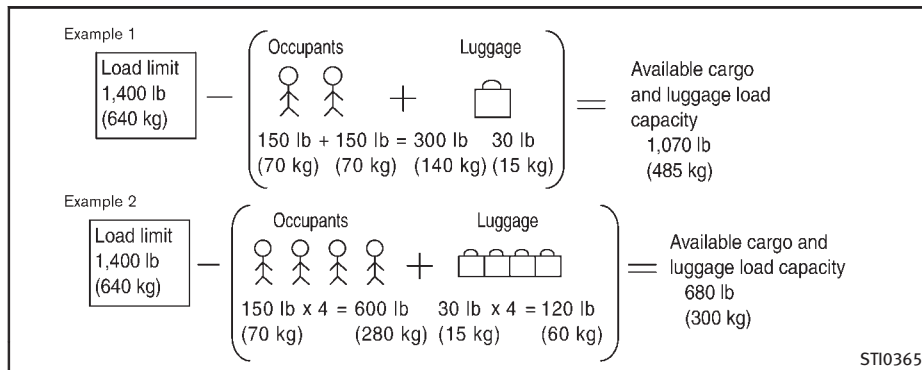 Example 1
Occupants Luggage
Load limit
1,400 lb
(640 kg)
− + =
Available cargo
and luggage load
capacity
1,070 lb
(485 kg)
150 lb + 150 lb = 300 lb 30 lb
(70 kg) (70 kg) (140 kg) (15 kg)
Example 2
Occupants Luggage
Load limit
1,400 lb
(640 kg)
− + =
Available cargo and
luggage load capacity
680 lb
(300 kg)
150 lb x 4 = 600 lb 30 lb x 4 = 120 lb
(70 kg) (280 kg) (15 kg) (60 kg)
STI0365